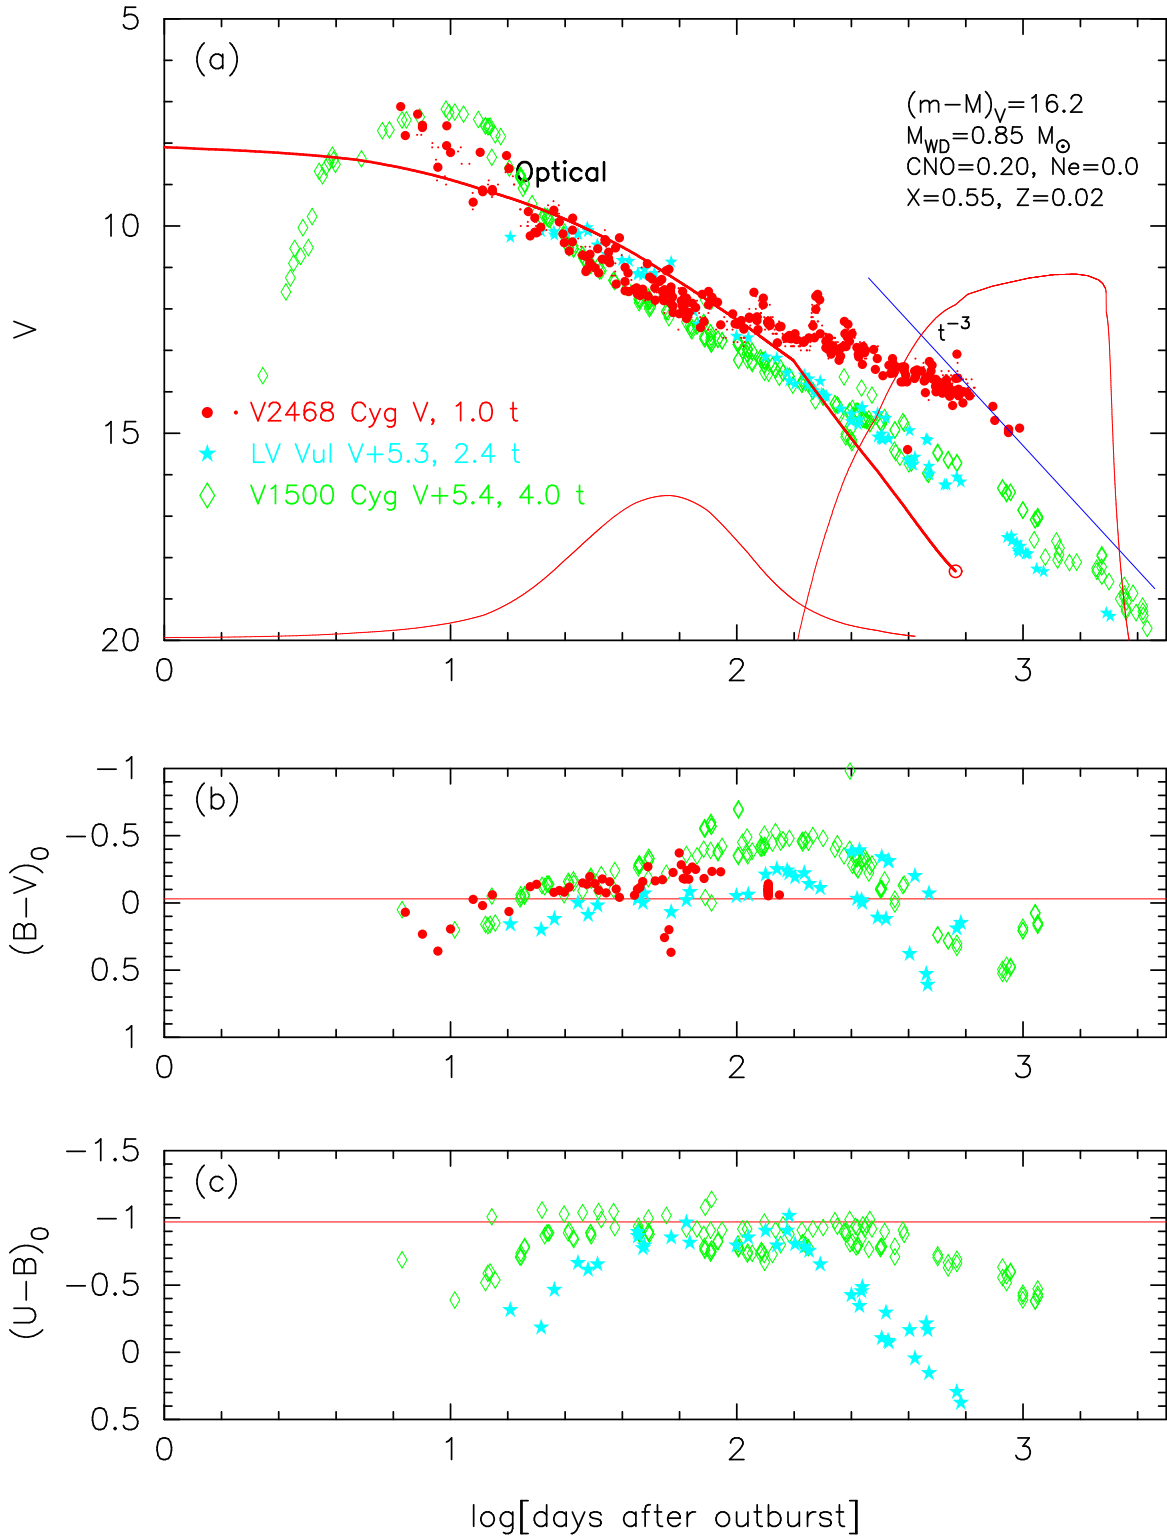 5
(a)
(m−M)V=16.2
MWD=0.85 M⊙
CNO=0.20, Ne=0.0
X=0.55, Z=0.02
Optical
10
V
t−3
V2468 Cyg V, 1.0 t
LV Vul V+5.3, 2.4 t
15
V1500 Cyg V+5.4, 4.0 t
20
0 1 2 3
−1
(b)
−0.5
(B−V)0
0
0.5
1
0 1 2 3
−1.5
(c)
−1
(U−B)0
−0.5
0
0.5
0 1 2 3
log[days after outburst]